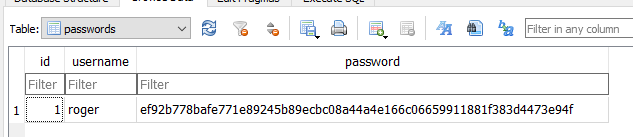 Database Structure Browse Data Edit Pragmas Execute SQL
Table: passwords Filter in any column
id username password
Filter Filter Filter
1 1 roger ef92b778bafe771e89245b89ecbc08a44a4e166c06659911881f383d4473e94f